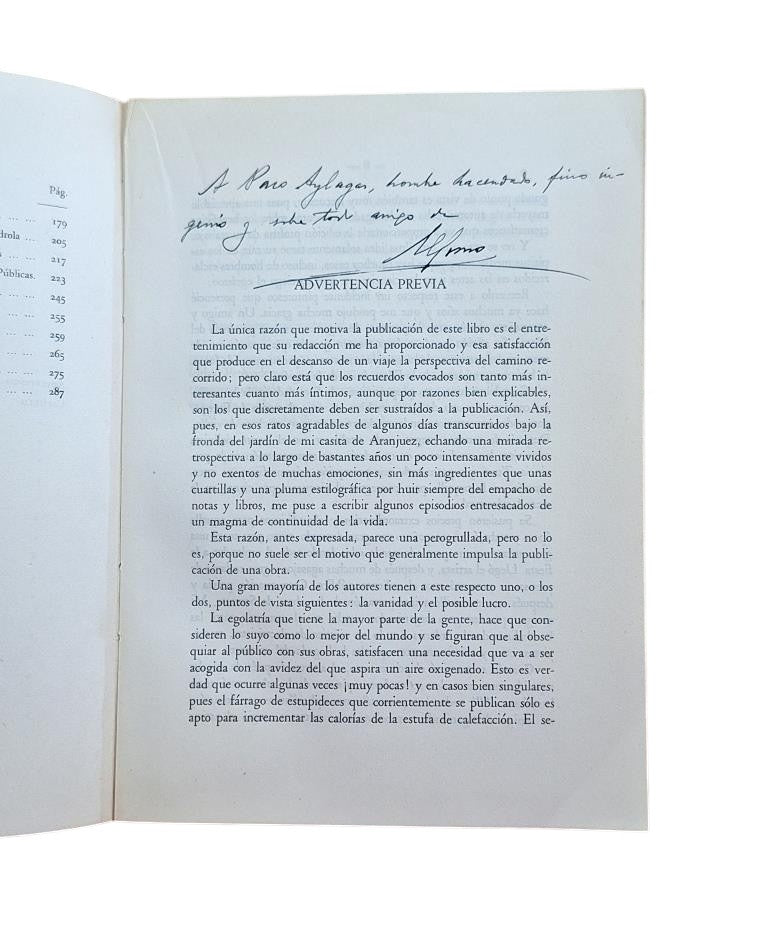 Pág.
... ... 179
drola ... 205
... ... 217
Públicas. 223
... ... 245
... ... 255
... ... 259
... ... 265
... ... 275
... ... 287
A Paco Aylagas, hombre hacendado, fino in-
genio y sobre todo amigo de
Alfonso
ADVERTENCIA PREVIA
La única razón que motiva la publicación de este libro es el entre-
tenimiento que su redacción me ha proporcionado y esa satisfacción
que produce en el descanso de un viaje la perspectiva del camino re-
corrido; pero claro está que los recuerdos evocados son tanto más in-
teresantes cuanto más íntimos, aunque por razones bien explicables,
son los que discretamente deben ser sustraídos a la publicación. Así,
pues, en esos ratos agradables de algunos días transcurridos bajo la
fronda del jardín de mi casita de Aranjuez, echando una mirada re-
trospectiva a lo largo de bastantes años un poco intensamente vividos
y no exentos de muchas emociones, sin más ingredientes que unas
cuartillas y una pluma estilográfica por huir siempre del empacho de
notas y libros, me puse a escribir algunos episodios entresacados de
un magma de continuidad de la vida.
Esta razón, antes expresada, parece una perogrullada, pero no lo
es, porque no suele ser el motivo que generalmente impulsa la publi-
cación de una obra.
Una gran mayoría de los autores tienen a este respecto uno, o los
dos, puntos de vista siguientes: la vanidad y el posible lucro.
La egolatría que tiene la mayor parte de la gente, hace que con-
sideren lo suyo como lo mejor del mundo y se figuran que al obse-
quiar al público con sus obras, satisfacen una necesidad que va a ser
acogida con la avidez del que aspira un aire oxigenado. Esto es ver-
dad que ocurre algunas veces ¡muy pocas! y en casos bien singulares,
pues el fárrago de estupideces que corrientemente se publican sólo es
apto para incrementar las calorías de la estufa de calefacción. El se-